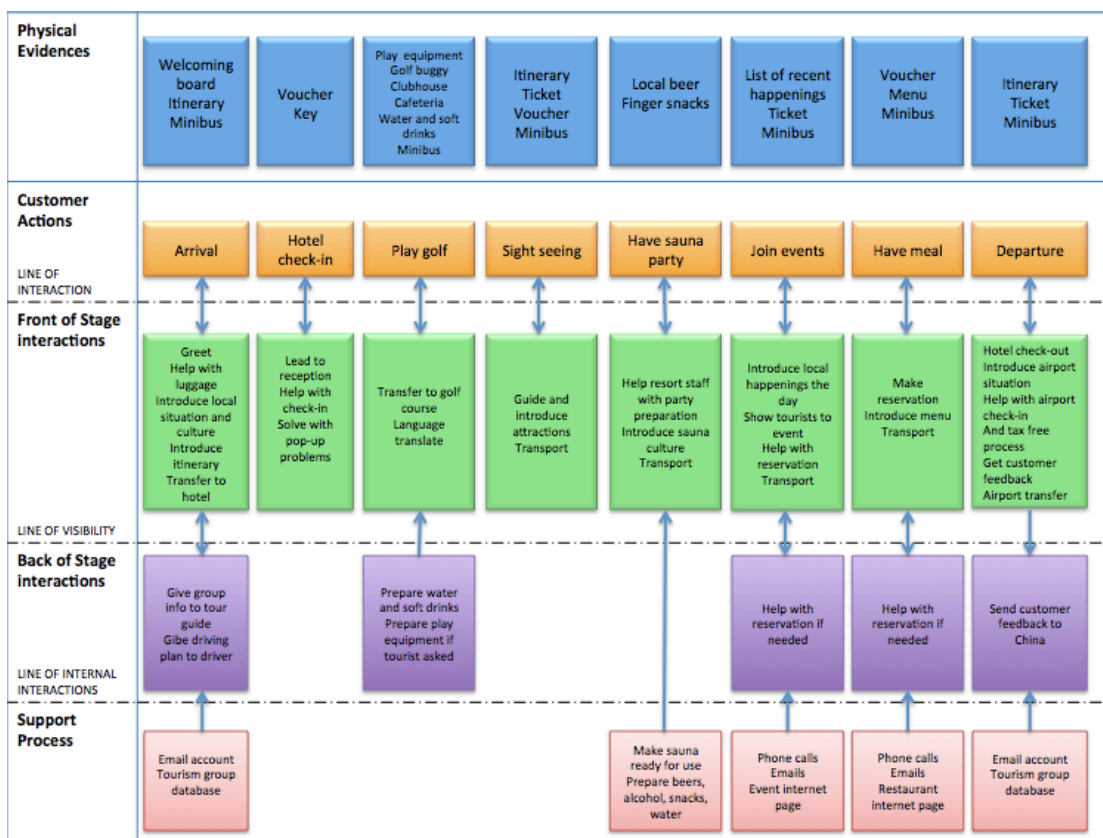 Physical
Evidences
Welcoming
board
Itinerary
Minibus
Voucher
Key
Play equipment
Golf buggy
Clubhouse
Cafeteria
Water and soft
drinks
Minibus
Itinerary
Ticket
Voucher
Minibus
Local beer
Finger snacks
List of recent
happenings
Ticket
Minibus
Voucher
Menu
Minibus
Itinerary
Ticket
Minibus
Customer
Actions
LINE OF
INTERACTION
Arrival
Hotel
check-in
Play golf
Sight seeing
Have sauna
party
Join events
Have meal
Departure
Front of Stage
interactions
LINE OF VISIBILITY
Greet
Help with
luggage
Introduce local
situation and
culture
Introduce
itinerary
Transfer to
hotel
Lead to
reception
Help with
check-in
Solve with
pop-up
problems
Transfer to golf
course
Language
translate
Guide and
introduce
attractions
Transport
Help resort staff
with party
preparation
Introduce sauna
culture
Transport
Introduce local
happenings the
day
Show tourists to
event
Help with
reservation
Transport
Make
reservation
Introduce menu
Transport
Hotel check-out
Introduce airport
situation
Help with airport
check-in
And tax free
process
Get customer
feedback
Airport transfer
Back of Stage
interactions
LINE OF INTERNAL
INTERACTIONS
Give group
info to tour
guide
Gibe driving
plan to driver
Prepare water
and soft drinks
Prepare play
equipment if
tourist asked
Help with
reservation if
needed
Help with
reservation if
needed
Send customer
feedback to
China
Support
Process
Email account
Tourism group
database
Make sauna
ready for use
Prepare beers,
alcohol, snacks,
water
Phone calls
Emails
Event internet
page
Phone calls
Emails
Restaurant
internet page
Email account
Tourism group
database